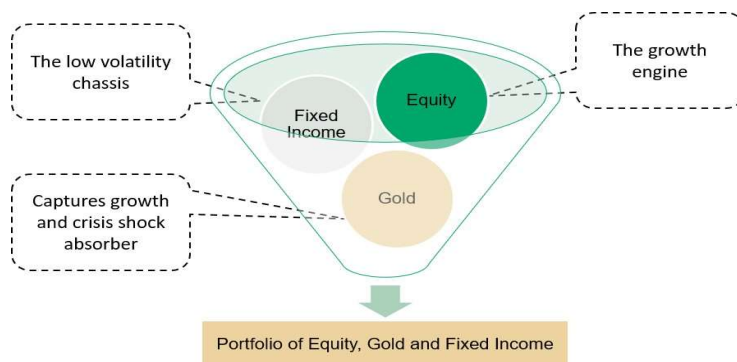 The low volatility
chassis
The growth
engine
Equity
Fixed
Income
Gold
Captures growth
and crisis shock
absorber
Portfolio of Equity, Gold and Fixed Income